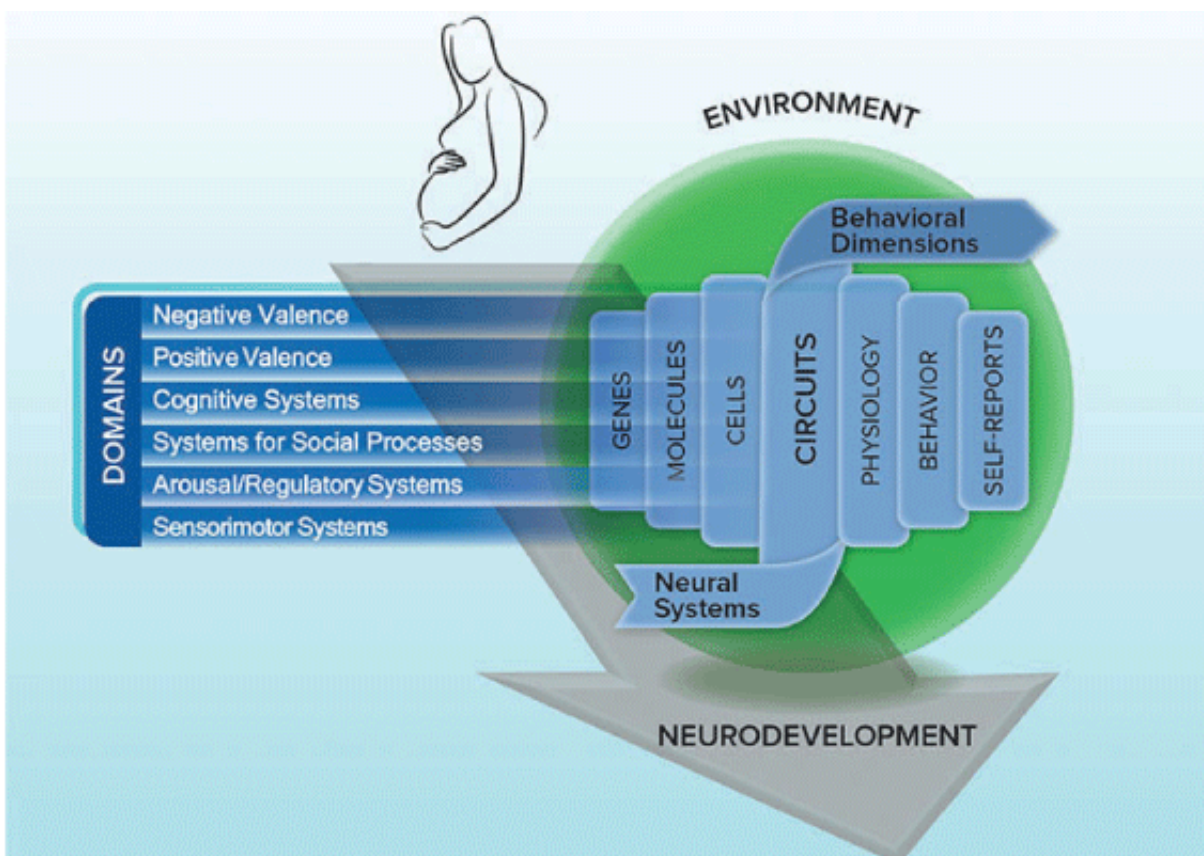 ENVIRONMENT
Behavioral
Dimensions
DOMAINS
Negative Valence
Positive Valence
Cognitive Systems
Systems for Social Processes
Arousal/Regulatory Systems
Sensorimotor Systems
GENES
MOLECULES
CELLS
CIRCUITS
PHYSIOLOGY
BEHAVIOR
SELF-REPORTS
Neural
Systems
NEURODEVELOPMENT